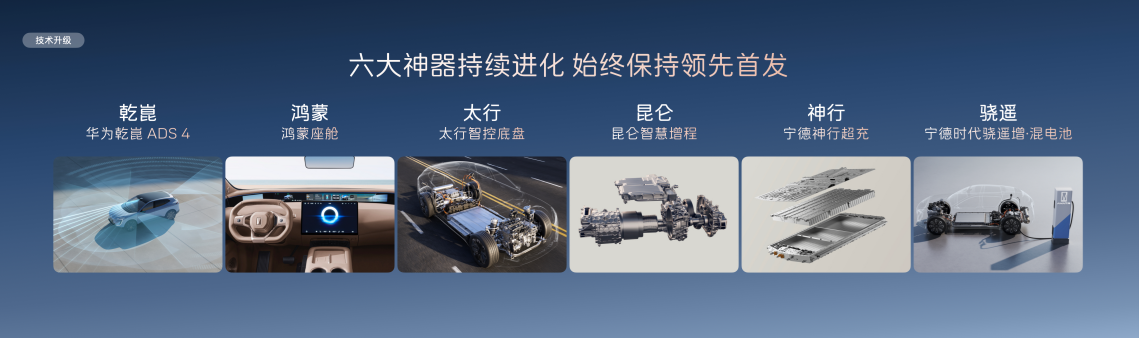 技术升级
六大神器持续进化 始终保持领先首发
乾崑
华为乾崑 ADS 4
鸿蒙
鸿蒙座舱
太行
太行智控底盘
昆仑
昆仑智慧增程
神行
宁德神行超充
骁遥
宁德时代骁遥增·混电池